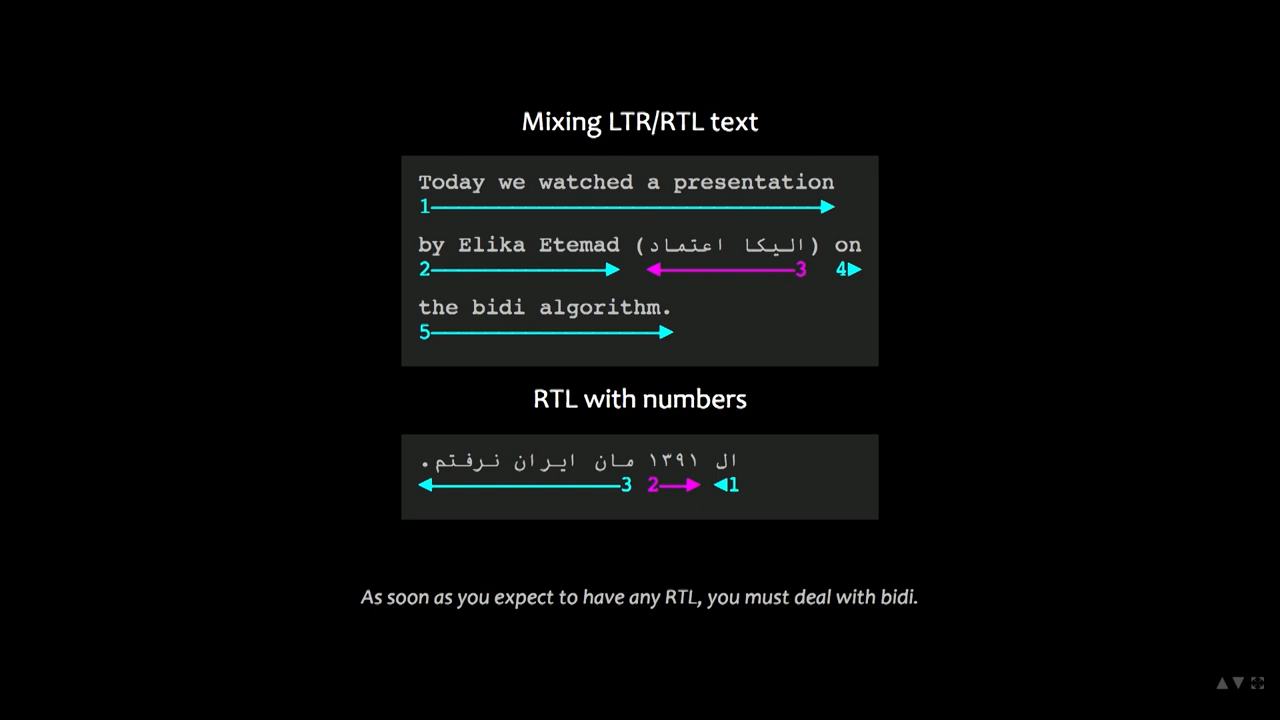 Mixing LTR/RTL text
Today we watched a presentation
1
by Elika Etemad (الیکا اعتماد) on
2 3 4
the bidi algorithm.
5
RTL with numbers
ال ۱۳۹۱ مان ایران نرفتم.
3 2 1
As soon as you expect to have any RTL, you must deal with bidi.